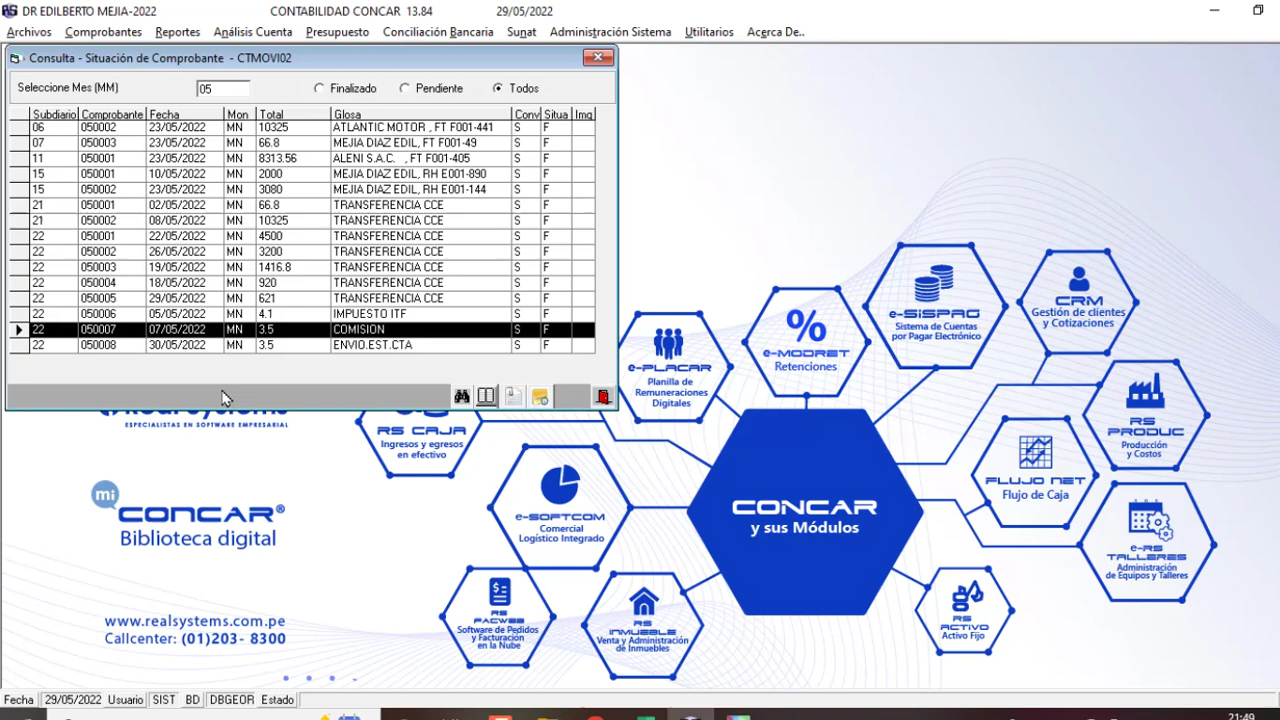 DR EDILBERTO MEJIA-2022 CONTABILIDAD CONCAR 13.84 29/05/2022
Archivos Comprobantes Reportes Análisis Cuenta Presupuesto Conciliación Bancaria Sunat Administración Sistema Utilitarios Acerca De..
Consulta - Situación de Comprobante - CTMOVI02
Seleccione Mes (MM) 05 Finalizado Pendiente Todos
Subdiario Comprobante Fecha Mon Total Glosa Conv Situa Img
06 050002 23/05/2022 MN 10325 ATLANTIC MOTOR , FT F001-441 S F
07 050003 23/05/2022 MN 66.8 MEJIA DIAZ EDIL, FT F001-49 S F
11 050001 23/05/2022 MN 8313.56 ALENI S.A.C. , FT F001-405 S F
15 050001 10/05/2022 MN 2000 MEJIA DIAZ EDIL, RH E001-890 S F
15 050002 23/05/2022 MN 3080 MEJIA DIAZ EDIL, RH E001-144 S F
21 050001 02/05/2022 MN 66.8 TRANSFERENCIA CCE S F
21 050002 08/05/2022 MN 10325 TRANSFERENCIA CCE S F
22 050001 22/05/2022 MN 4500 TRANSFERENCIA CCE S F
22 050002 26/05/2022 MN 3200 TRANSFERENCIA CCE S F
22 050003 19/05/2022 MN 1416.8 TRANSFERENCIA CCE S F
22 050004 18/05/2022 MN 920 TRANSFERENCIA CCE S F
22 050005 29/05/2022 MN 621 TRANSFERENCIA CCE S F
22 050006 05/05/2022 MN 4.1 IMPUESTO ITF S F
22 050007 07/05/2022 MN 3.5 COMISION S F
22 050008 30/05/2022 MN 3.5 ENVIO.EST.CTA S F
RealSystems
ESPECIALISTAS EN SOFTWARE EMPRESARIAL
mi
CONCAR®
Biblioteca digital
www.realsystems.com.pe
Callcenter: (01)203- 8300
RS CAJA
Ingresos y egresos
en efectivo
e-PLACAR
Planilla de
Remuneraciones
Digitales
%
e-MODRET
Retenciones
e-SISPAG
Sistema de Cuentas
por Pagar Electrónico
CRM
Gestión de clientes
y Cotizaciones
RS
PRODUC
Producción
y Costos
FLUJO NET
Flujo de Caja
e-SOFTCOM
Comercial
Logístico Integrado
CONCAR
y sus Módulos
e-RS
TALLERES
Administración
de Equipos y Talleres
RS
FACWEB
Software de Pedidos
y Facturación
en la Nube
RS
INMUEBLE
Venta y Administración
de Inmuebles
RS
ACTIVO
Activo Fijo
Fecha 29/05/2022 Usuario SIST BD DBGEOR Estado
21:49